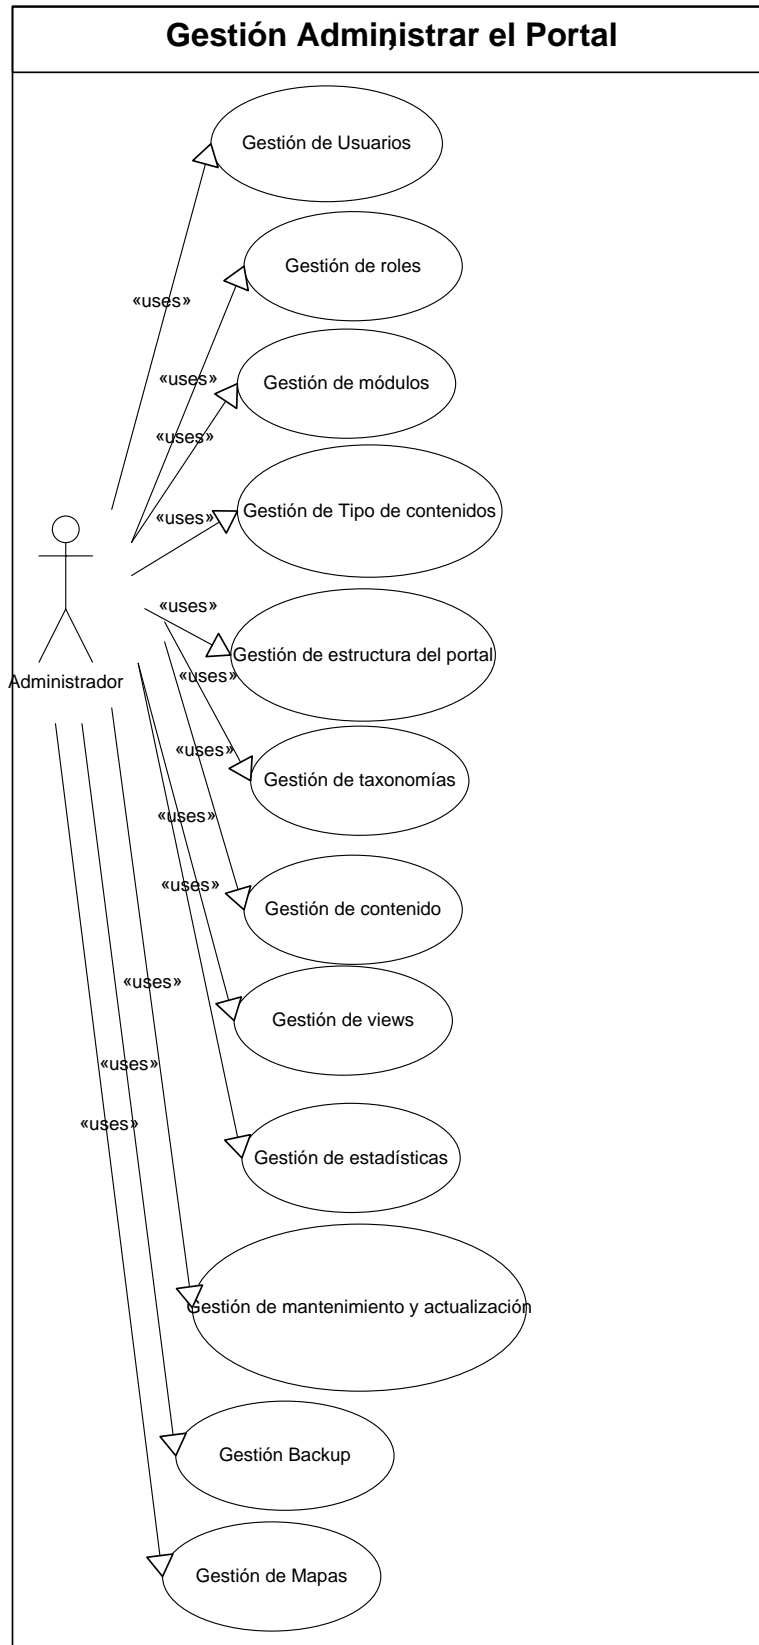 Gestión Administrar el Portal
Gestión de Usuarios
Gestión de roles
«uses»
«uses»
Gestión de módulos
«uses»
Gestión de Tipo de contenidos
«uses»
«uses»
Gestión de estructura del portal
«uses»
Administrador
«uses»
Gestión de taxonomías
«uses»
«uses»
Gestión de contenido
«uses»
Gestión de views
«uses»
«uses»
Gestión de estadísticas
Gestión de mantenimiento y actualización
Gestión Backup
Gestión de Mapas